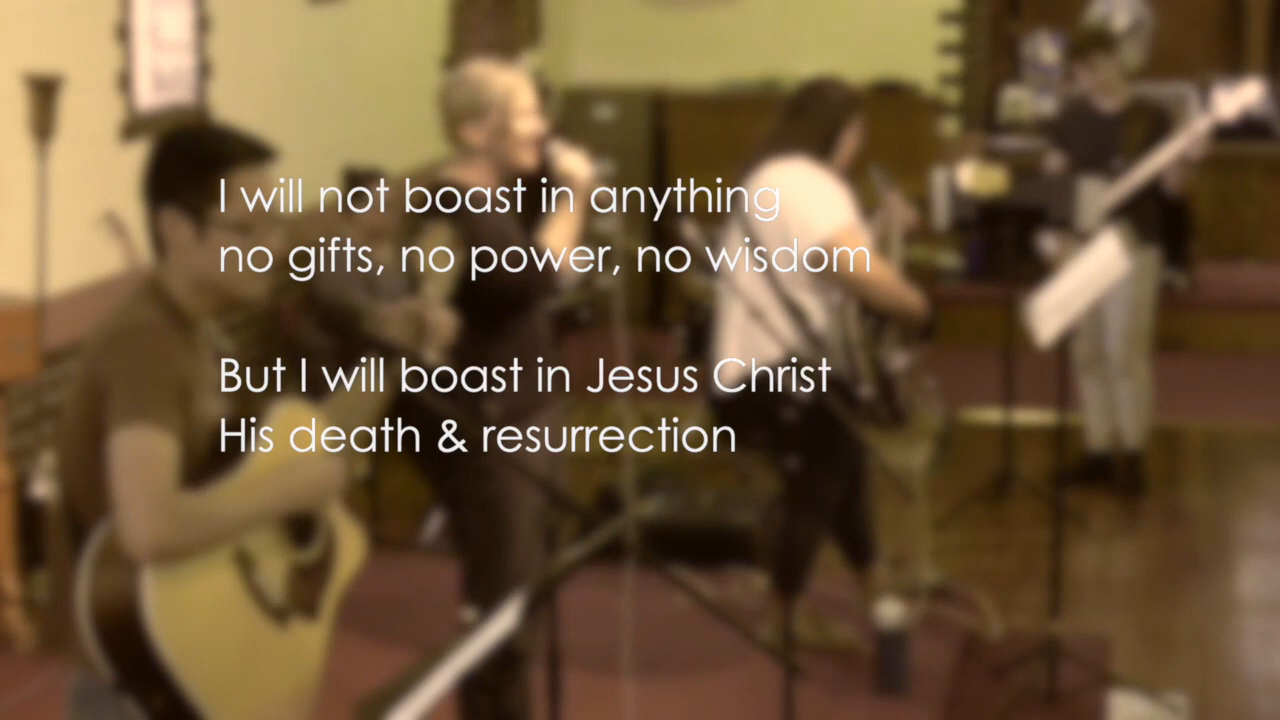 I will not boast in anything
no gifts, no power, no wisdom
But I will boast in Jesus Christ
His death & resurrection